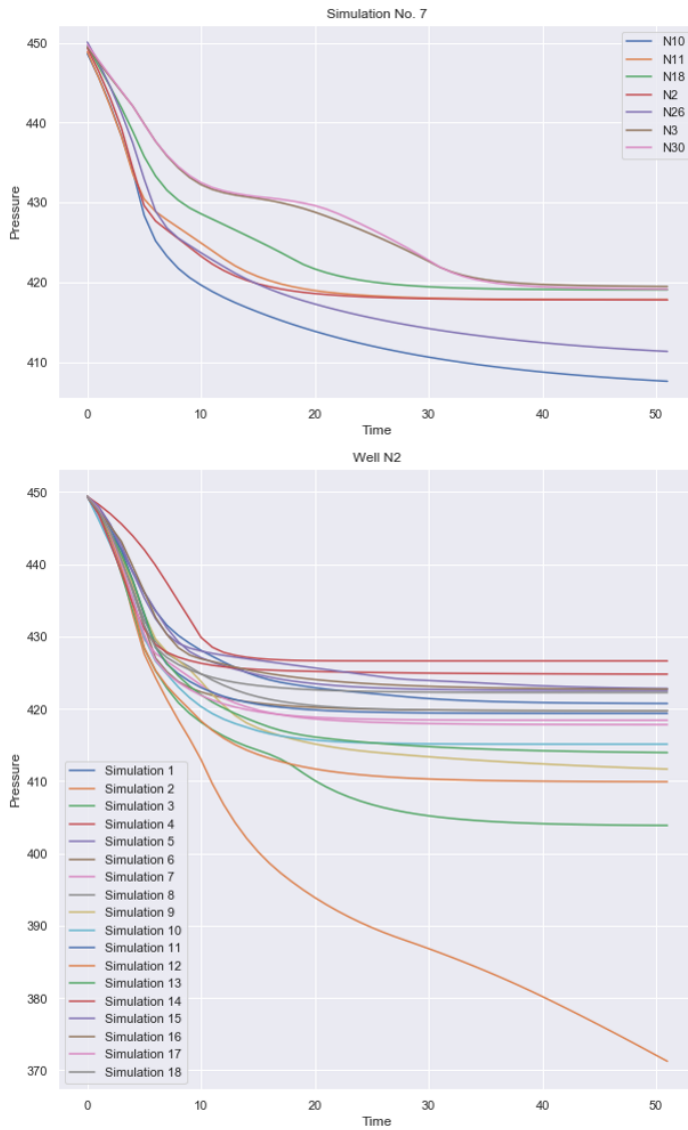 Simulation No. 7
450
440
430
420
410
Pressure
N10
N11
N18
N2
N26
N3
N30
0 10 20 30 40 50
Time
Well N2
450
440
430
420
410
400
390
380
370
Pressure
Simulation 1
Simulation 2
Simulation 3
Simulation 4
Simulation 5
Simulation 6
Simulation 7
Simulation 8
Simulation 9
Simulation 10
Simulation 11
Simulation 12
Simulation 13
Simulation 14
Simulation 15
Simulation 16
Simulation 17
Simulation 18
0 10 20 30 40 50
Time